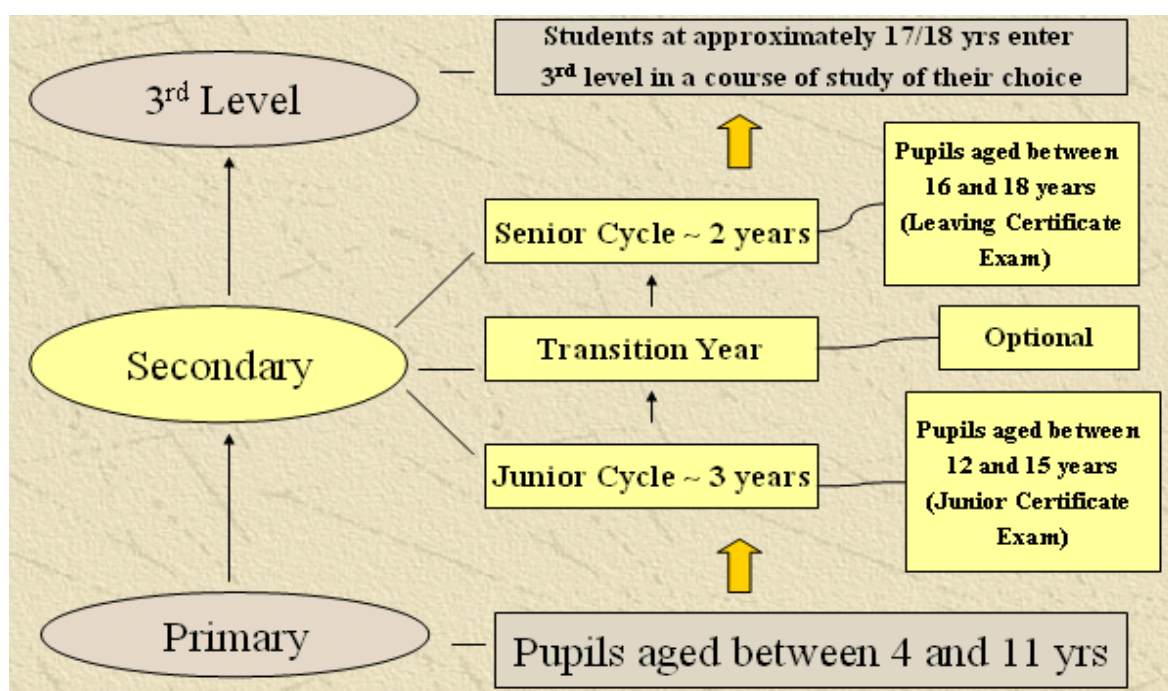 3rd Level
Students at approximately 17/18 yrs enter
3rd level in a course of study of their choice
Pupils aged between
16 and 18 years
(Leaving Certificate
Exam)
Senior Cycle ~ 2 years
Secondary
Transition Year
Optional
Junior Cycle ~ 3 years
Pupils aged between
12 and 15 years
(Junior Certificate
Exam)
Primary
Pupils aged between 4 and 11 yrs